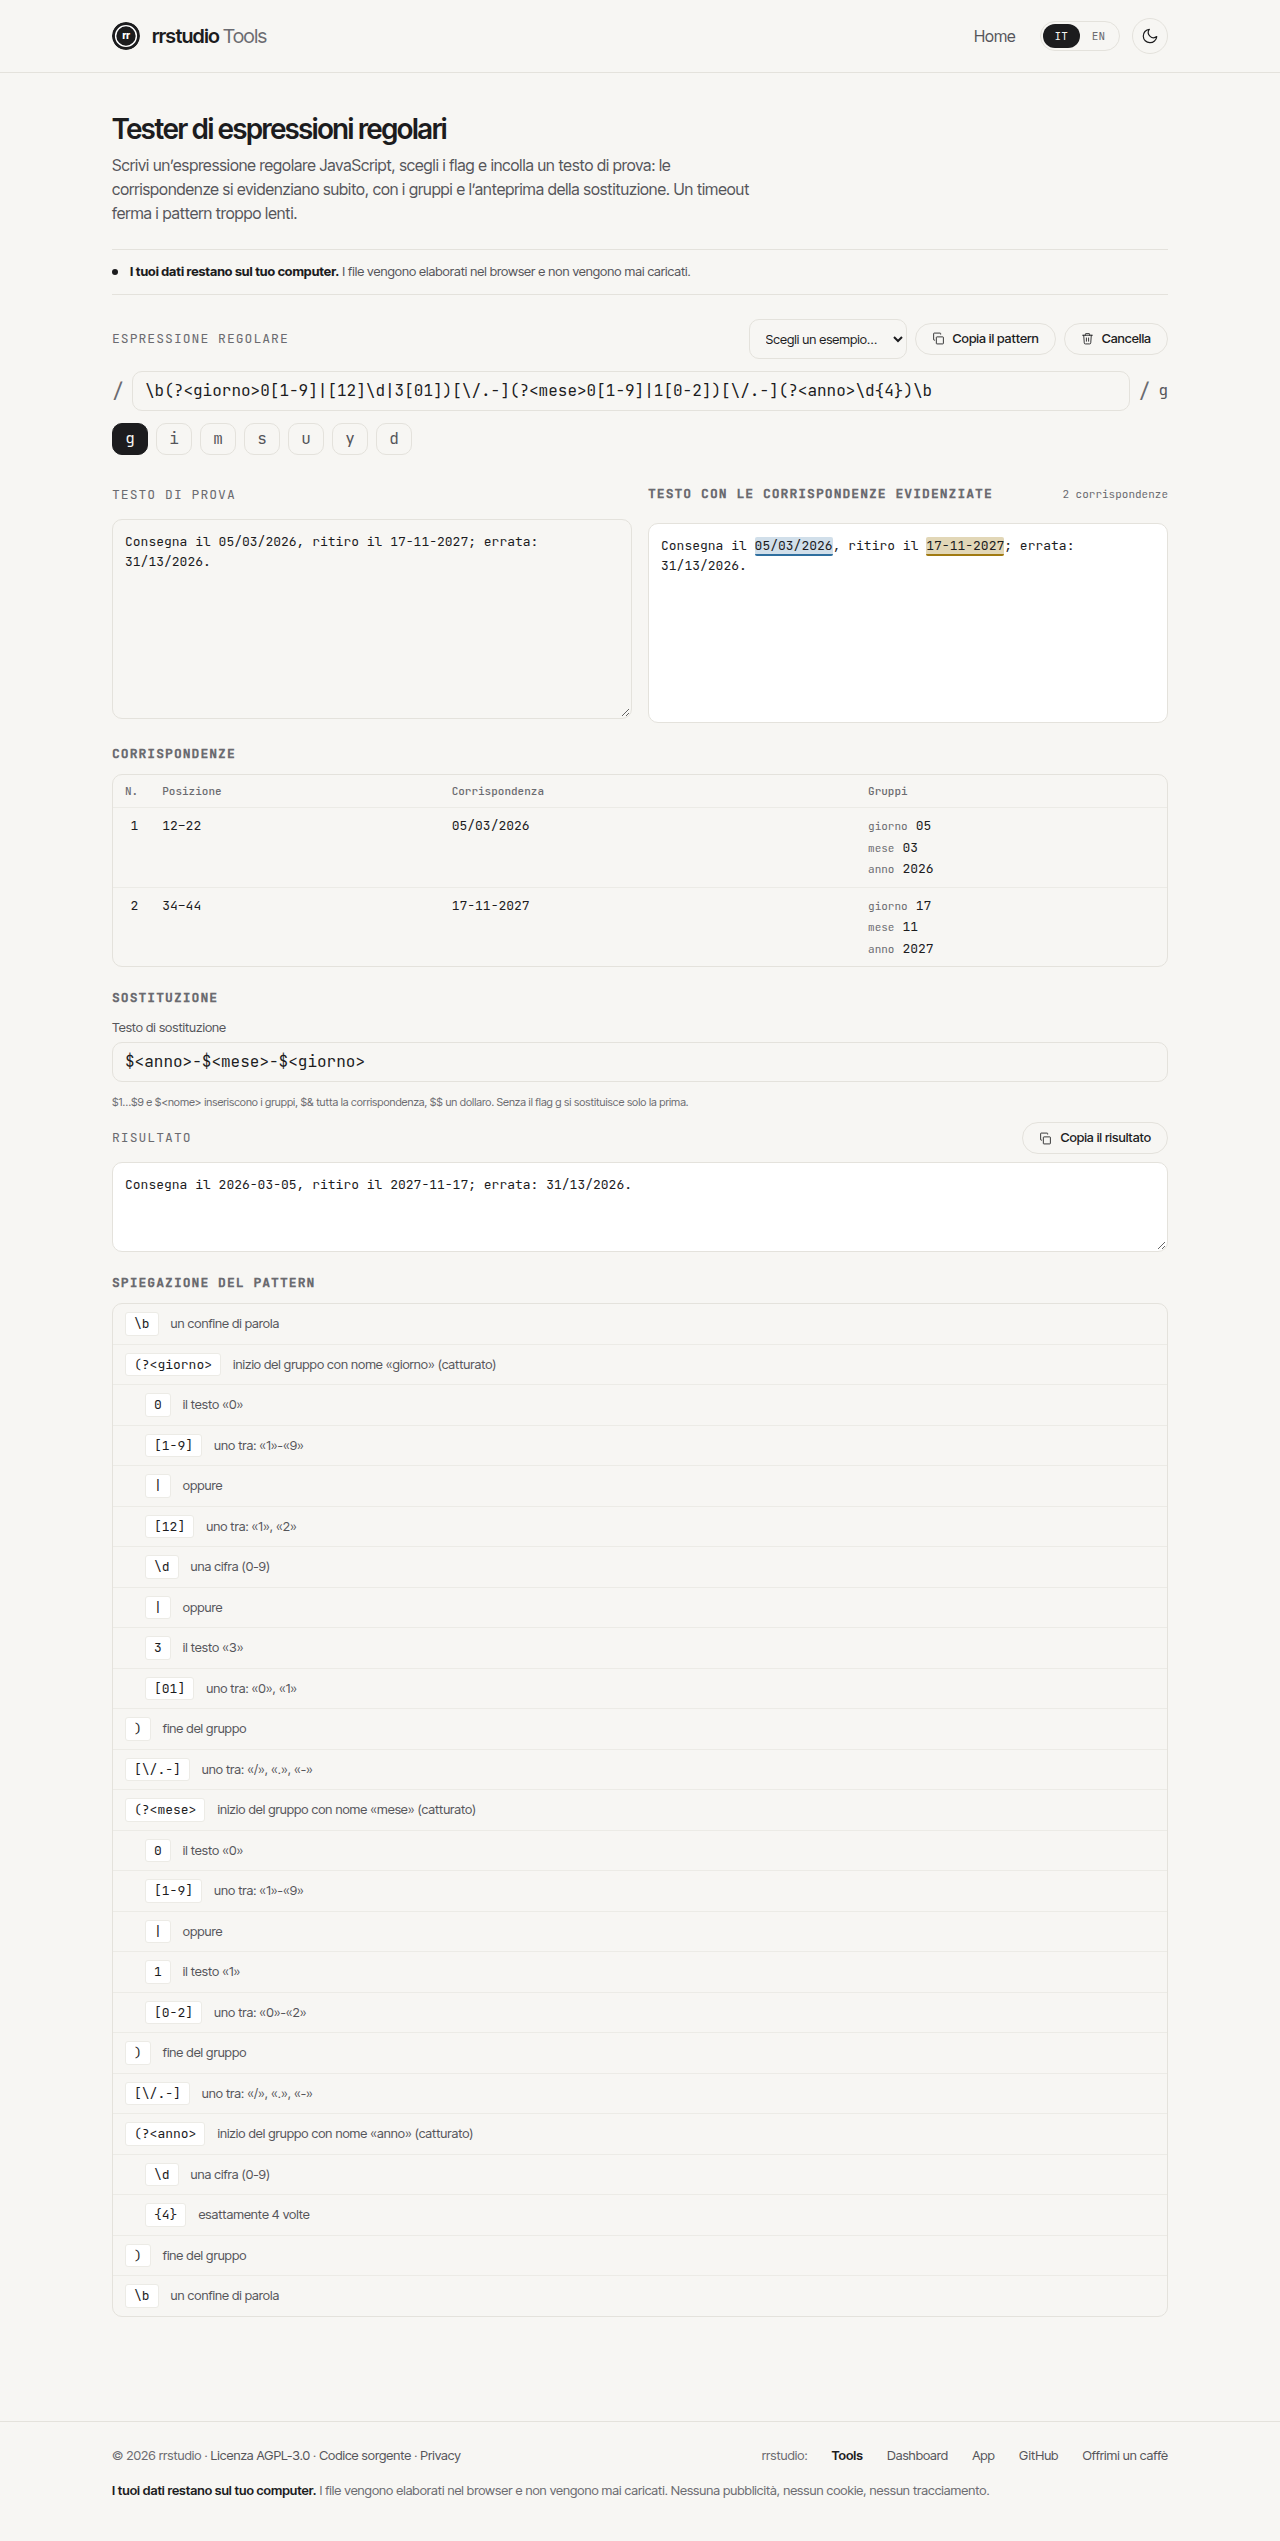 rr rrstudio Tools
Home
IT EN
Tester di espressioni regolari
Scrivi un’espressione regolare JavaScript, scegli i flag e incolla un testo di prova: le
corrispondenze si evidenziano subito, con i gruppi e l’anteprima della sostituzione. Un timeout
ferma i pattern troppo lenti.
I tuoi dati restano sul tuo computer. I file vengono elaborati nel browser e non vengono mai caricati.
ESPRESSIONE REGOLARE
Scegli un esempio…
Copia il pattern
Cancella
/ \b(?<giorno>0[1-9]|[12]\d|3[01])[\/.-](?<mese>0[1-9]|1[0-2])[\/.-](?<anno>\d{4})\b / g
g i m s u y d
TESTO DI PROVA
Consegna il 05/03/2026, ritiro il 17-11-2027; errata:
31/13/2026.
TESTO CON LE CORRISPONDENZE EVIDENZIATE
2 corrispondenze
Consegna il 05/03/2026, ritiro il 17-11-2027; errata:
31/13/2026.
CORRISPONDENZE
N. Posizione Corrispondenza Gruppi
1 12–22 05/03/2026 giorno 05
mese 03
anno 2026
2 34–44 17-11-2027 giorno 17
mese 11
anno 2027
SOSTITUZIONE
Testo di sostituzione
$<anno>-$<mese>-$<giorno>
$1…$9 e $<nome> inseriscono i gruppi, $& tutta la corrispondenza, $$ un dollaro. Senza il flag g si sostituisce solo la prima.
RISULTATO
Copia il risultato
Consegna il 2026-03-05, ritiro il 2027-11-17; errata: 31/13/2026.
SPIEGAZIONE DEL PATTERN
\b un confine di parola
(?<giorno> inizio del gruppo con nome «giorno» (catturato)
0 il testo «0»
[1-9] uno tra: «1»-«9»
| oppure
[12] uno tra: «1», «2»
\d una cifra (0-9)
| oppure
3 il testo «3»
[01] uno tra: «0», «1»
) fine del gruppo
[\/.-] uno tra: «/», «.», «-»
(?<mese> inizio del gruppo con nome «mese» (catturato)
0 il testo «0»
[1-9] uno tra: «1»-«9»
| oppure
1 il testo «1»
[0-2] uno tra: «0»-«2»
) fine del gruppo
[\/.-] uno tra: «/», «.», «-»
(?<anno> inizio del gruppo con nome «anno» (catturato)
\d una cifra (0-9)
{4} esattamente 4 volte
) fine del gruppo
\b un confine di parola
© 2026 rrstudio · Licenza AGPL-3.0 · Codice sorgente · Privacy
rrstudio: Tools Dashboard App GitHub Offrimi un caffè
I tuoi dati restano sul tuo computer. I file vengono elaborati nel browser e non vengono mai caricati. Nessuna pubblicità, nessun cookie, nessun tracciamento.